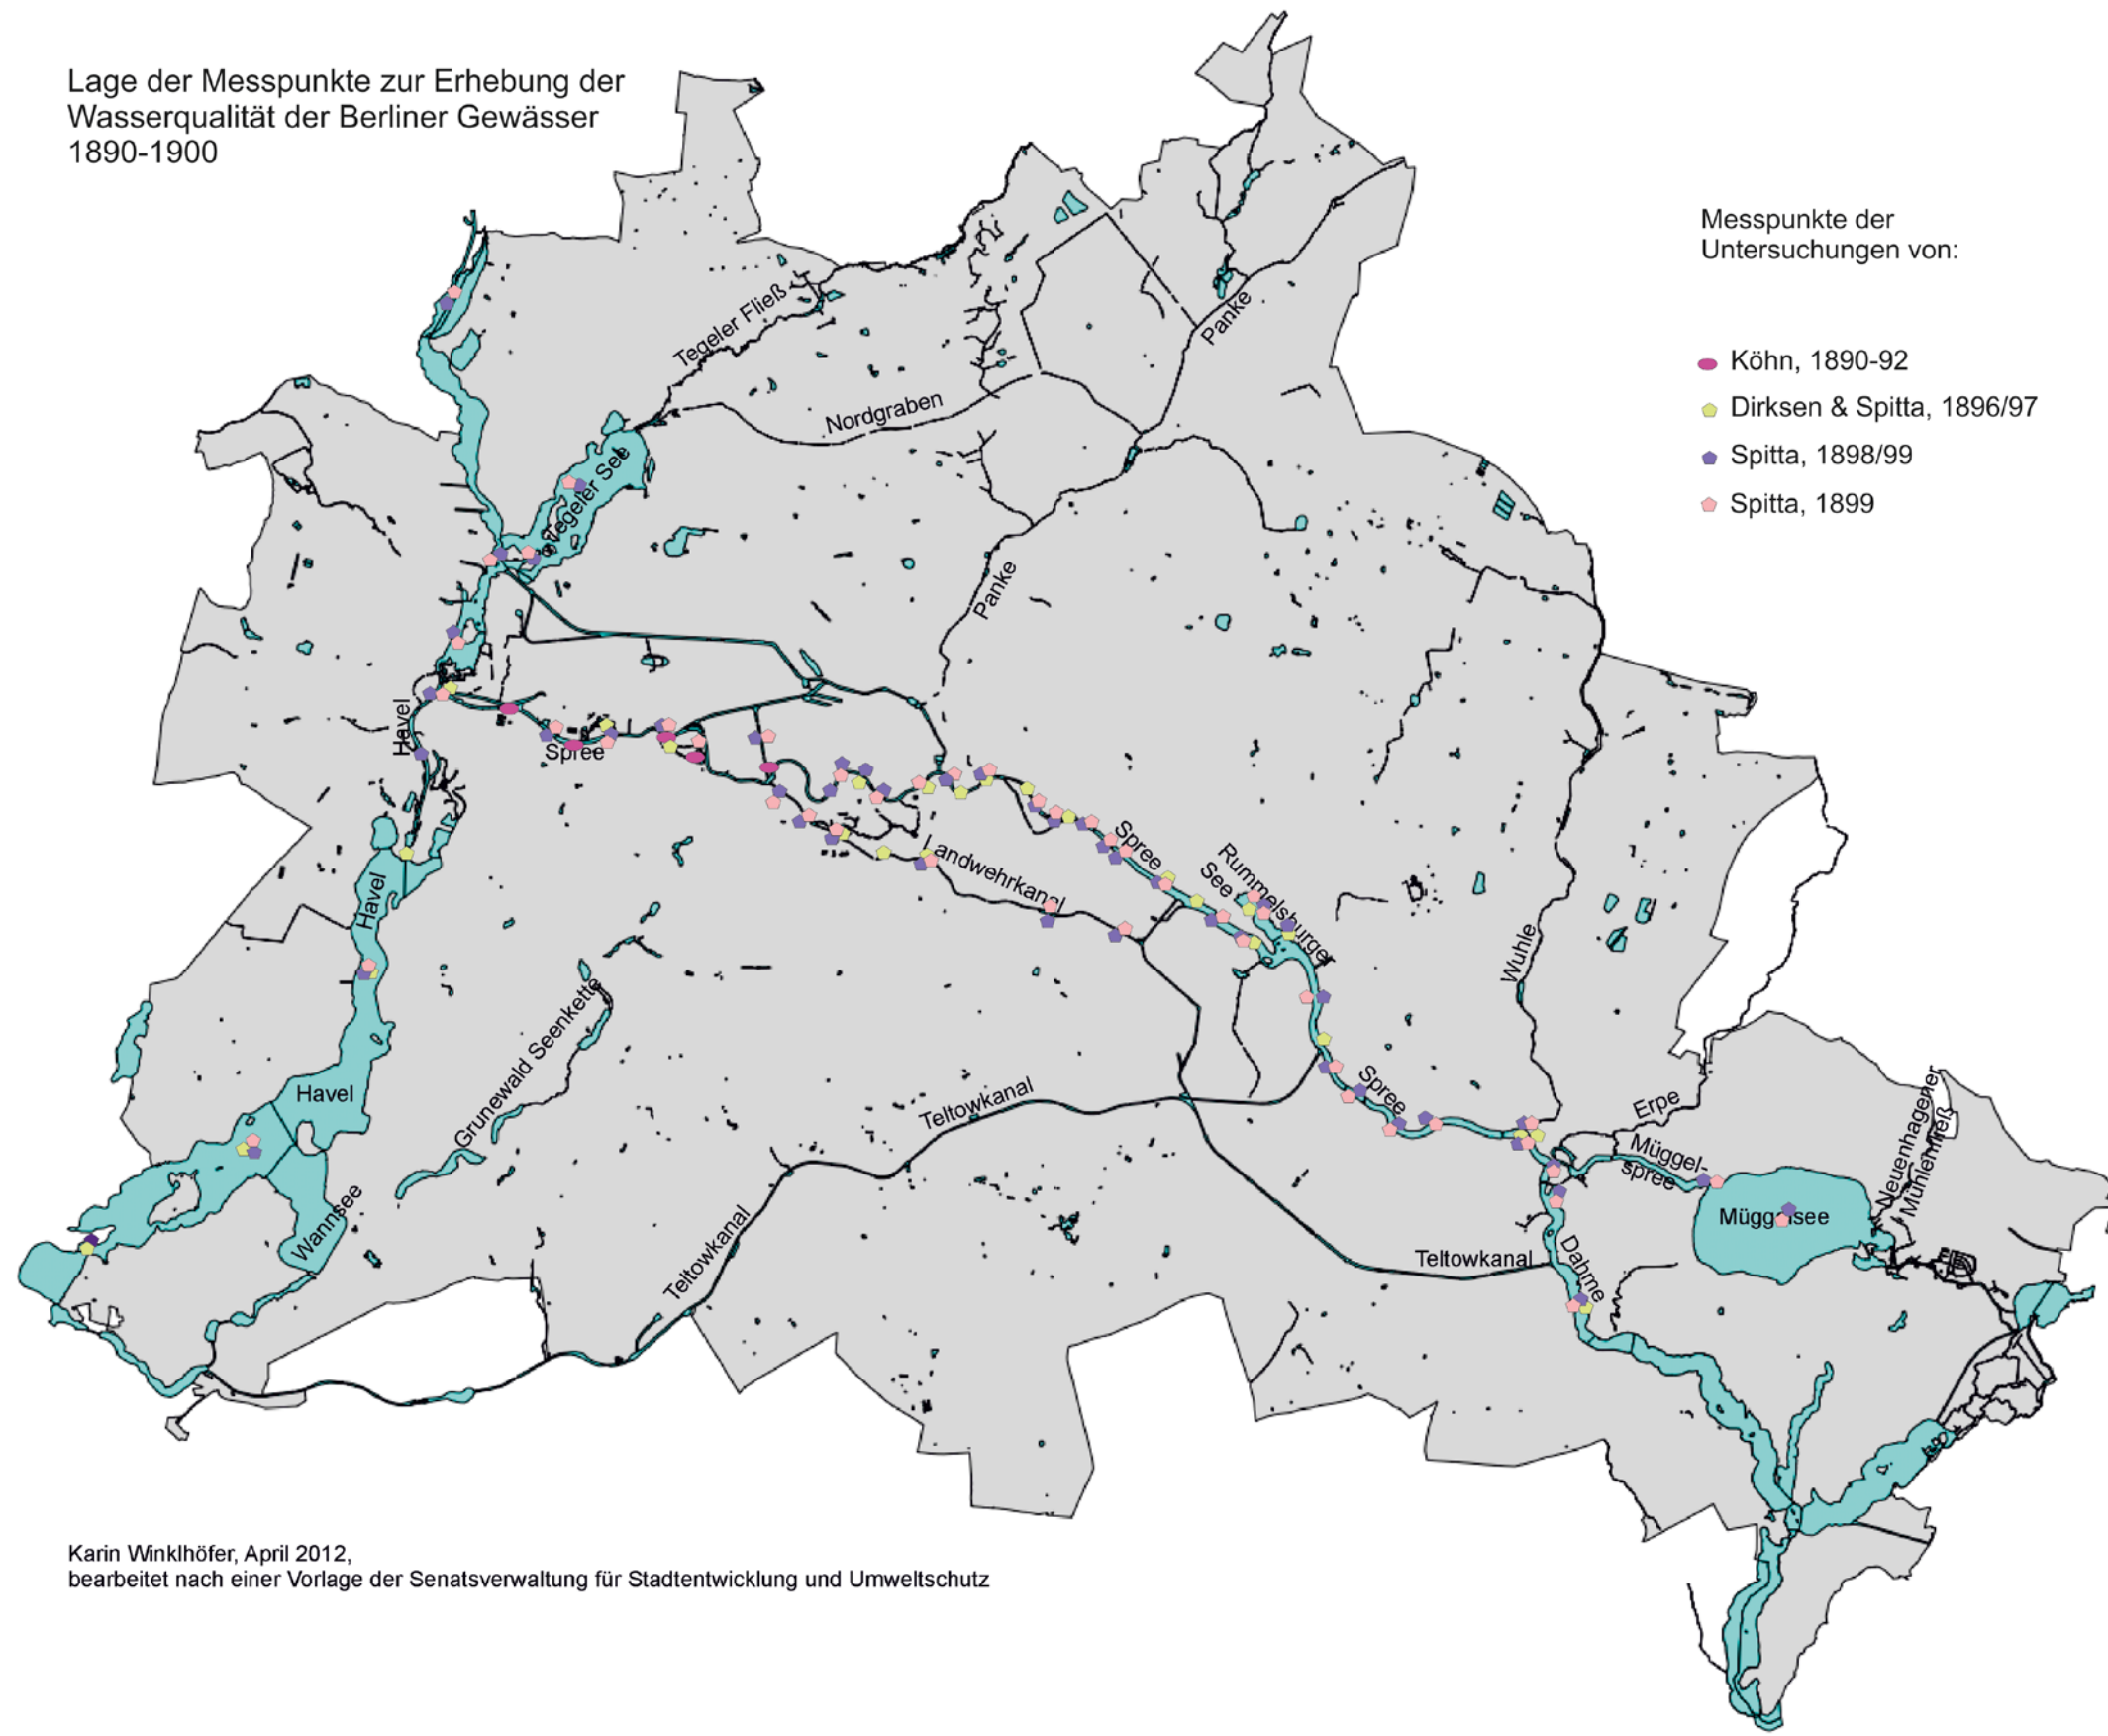 Lage der Messpunkte zur Erhebung der
Wasserqualität der Berliner Gewässer
1890-1900
Messpunkte der
Untersuchungen von:
Köhn, 1890-92
Dirksen & Spitta, 1896/97
Spitta, 1898/99
Spitta, 1899
Tegeler Fließ
Panke
Nordgraben
Tegeler See
Panke
Havel
Spree
Spree
Rummelsburger
See
Landwehrkanal
Havel
Wuhle
Grunewald Seenkette
Havel
Teltowkanal
Spree
Erpe
Neuenhagener
Mühlenfließ
Müggel-
spree
Wannsee
Müggelsee
Teltowkanal
Teltowkanal
Dahme
Karin Winklhöfer, April 2012,
bearbeitet nach einer Vorlage der Senatsverwaltung für Stadtentwicklung und Umweltschutz